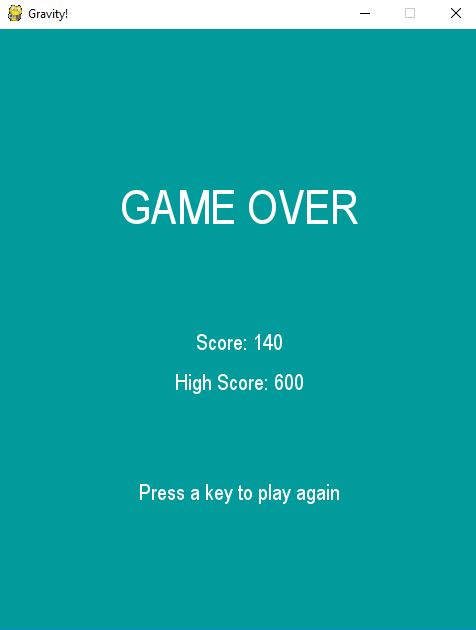 Gravity!
GAME OVER
Score: 140
High Score: 600
Press a key to play again